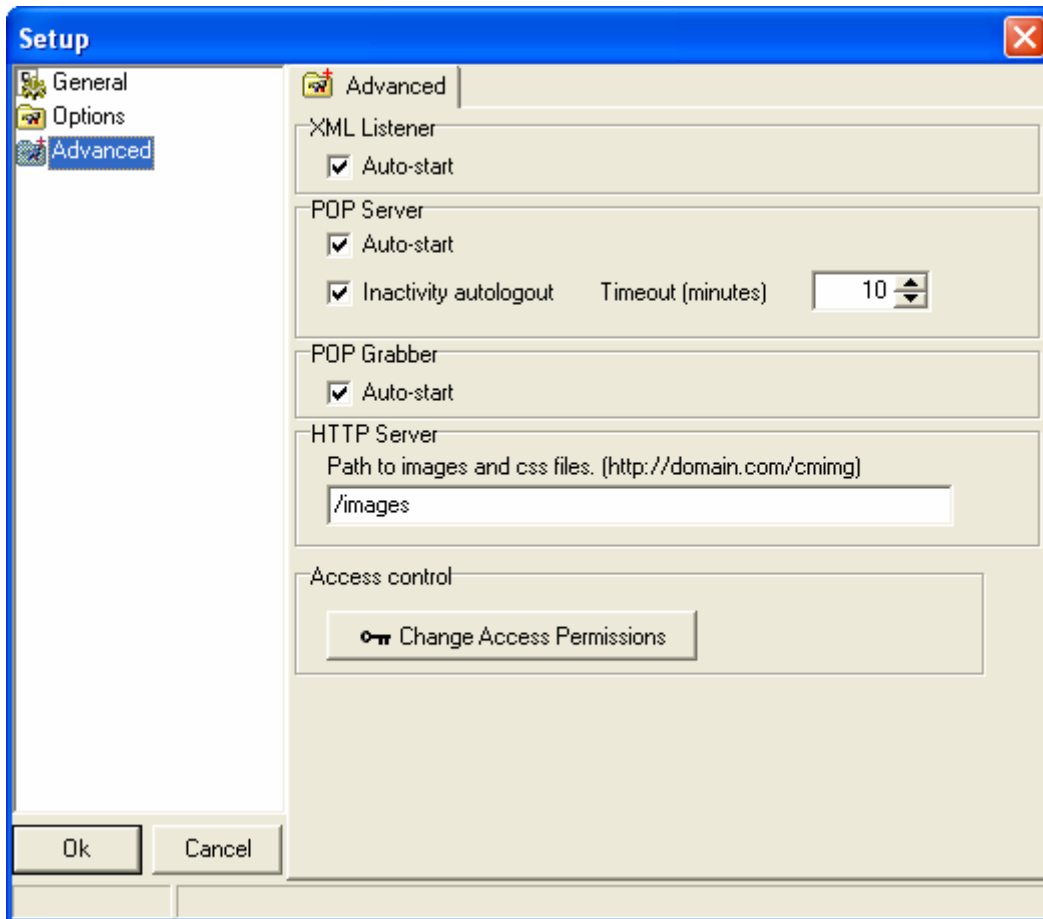 Setup
General
Options
Advanced
Advanced
XML Listener
Auto-start
POP Server
Auto-start
Inactivity autologout Timeout (minutes) 10
POP Grabber
Auto-start
HTTP Server
Path to images and css files. (http://domain.com/cmimg)
/images
Access control
Change Access Permissions
Ok Cancel